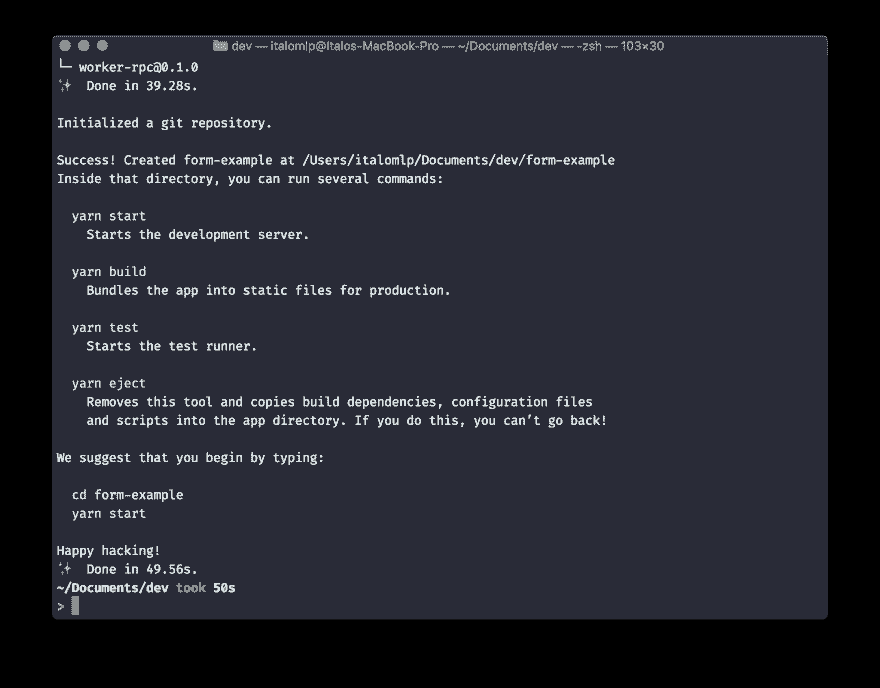 dev — italomlp@Italos-MacBook-Pro — ~/Documents/dev — -zsh — 103×30
└─ worker-rpc@0.1.0
✨ Done in 39.28s.
Initialized a git repository.
Success! Created form-example at /Users/italomlp/Documents/dev/form-example
Inside that directory, you can run several commands:
yarn start
Starts the development server.
yarn build
Bundles the app into static files for production.
yarn test
Starts the test runner.
yarn eject
Removes this tool and copies build dependencies, configuration files
and scripts into the app directory. If you do this, you can’t go back!
We suggest that you begin by typing:
cd form-example
yarn start
Happy hacking!
✨ Done in 49.56s.
~/Documents/dev took 50s
>